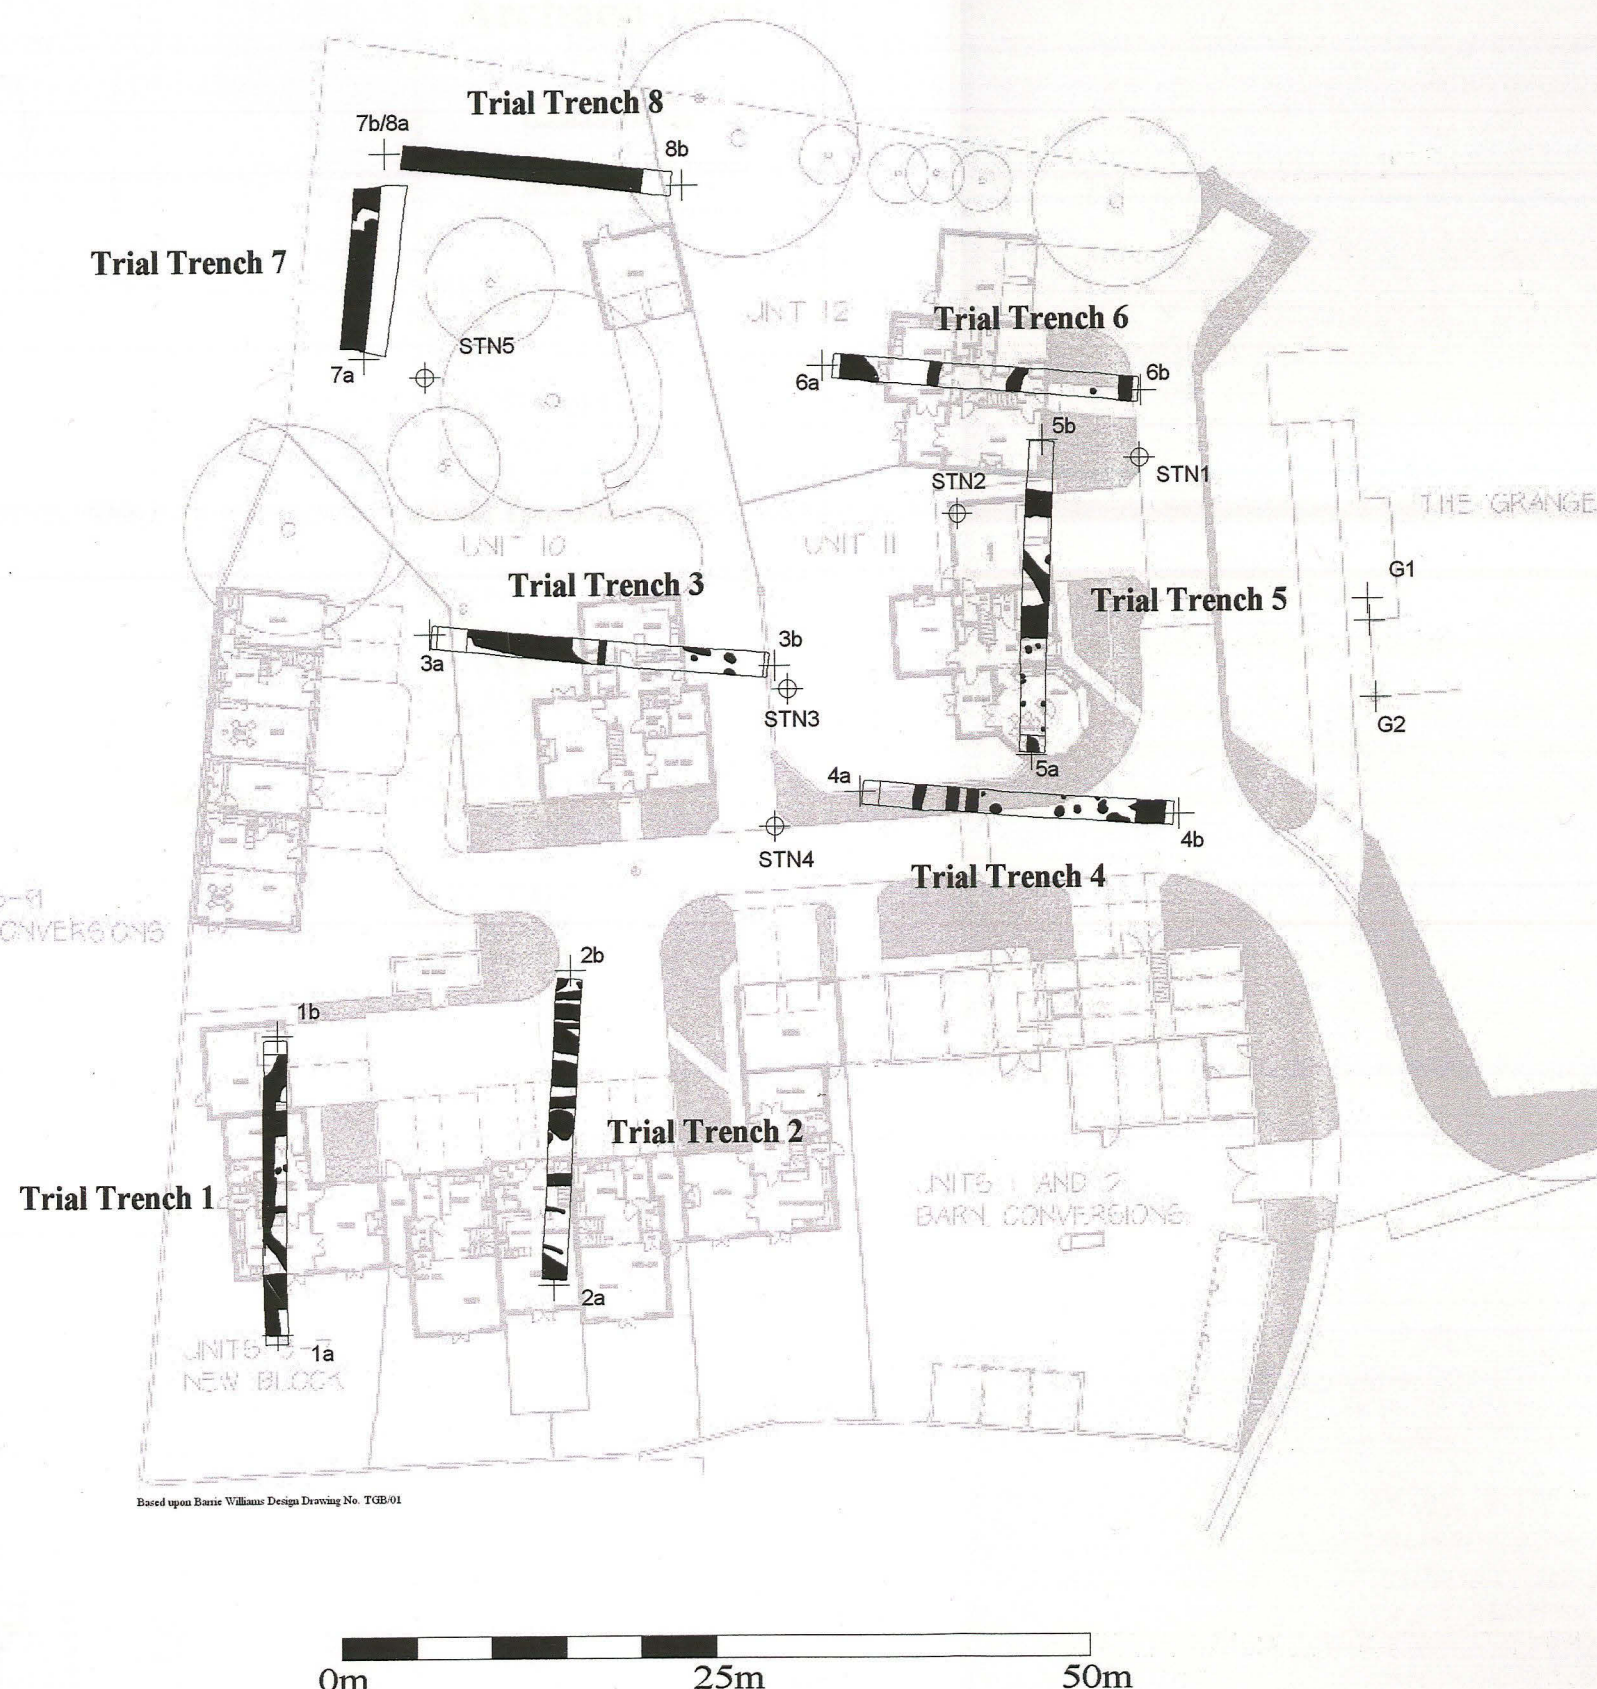 Trial Trench 8
7b/8a
8b
Trial Trench 7
7a
STN5
UNIT 12
Trial Trench 6
6a
6b
5b
STN2
STN1
THE GRANGE
UNIT 10
UNIT 11
G1
Trial Trench 3
Trial Trench 5
3a
3b
STN3
G2
4a
5a
STN4
4b
Trial Trench 4
CONVERSIONS
2b
1b
Trial Trench 2
Trial Trench 1
UNITS 1 AND 2
BARN CONVERSIONS
2a
1a
UNITS 3-7
NEW BLOCK
Based upon Barrie Williams Design Drawing No. TGB/01
0m
25m
50m